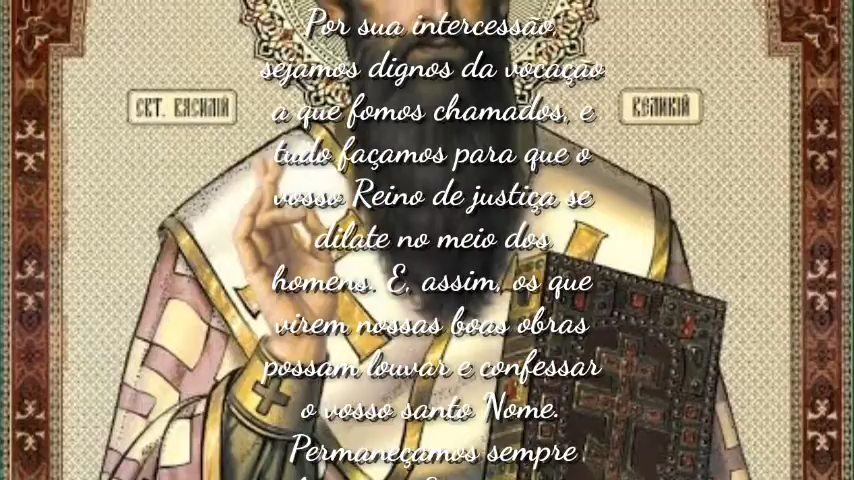 Por sua intercessão,
sejamos dignos da vocação
СВТ. ВАСИЛІЙ
ВЕЛИКІЙ
a que fomos chamados, e
tudo façamos para que o
vosso Reino de justiça se
dilate no meio dos
homens. E, assim, os que
virem nossas boas obras
possam louvar e confessar
o vosso santo Nome.
Permaneçamos sempre